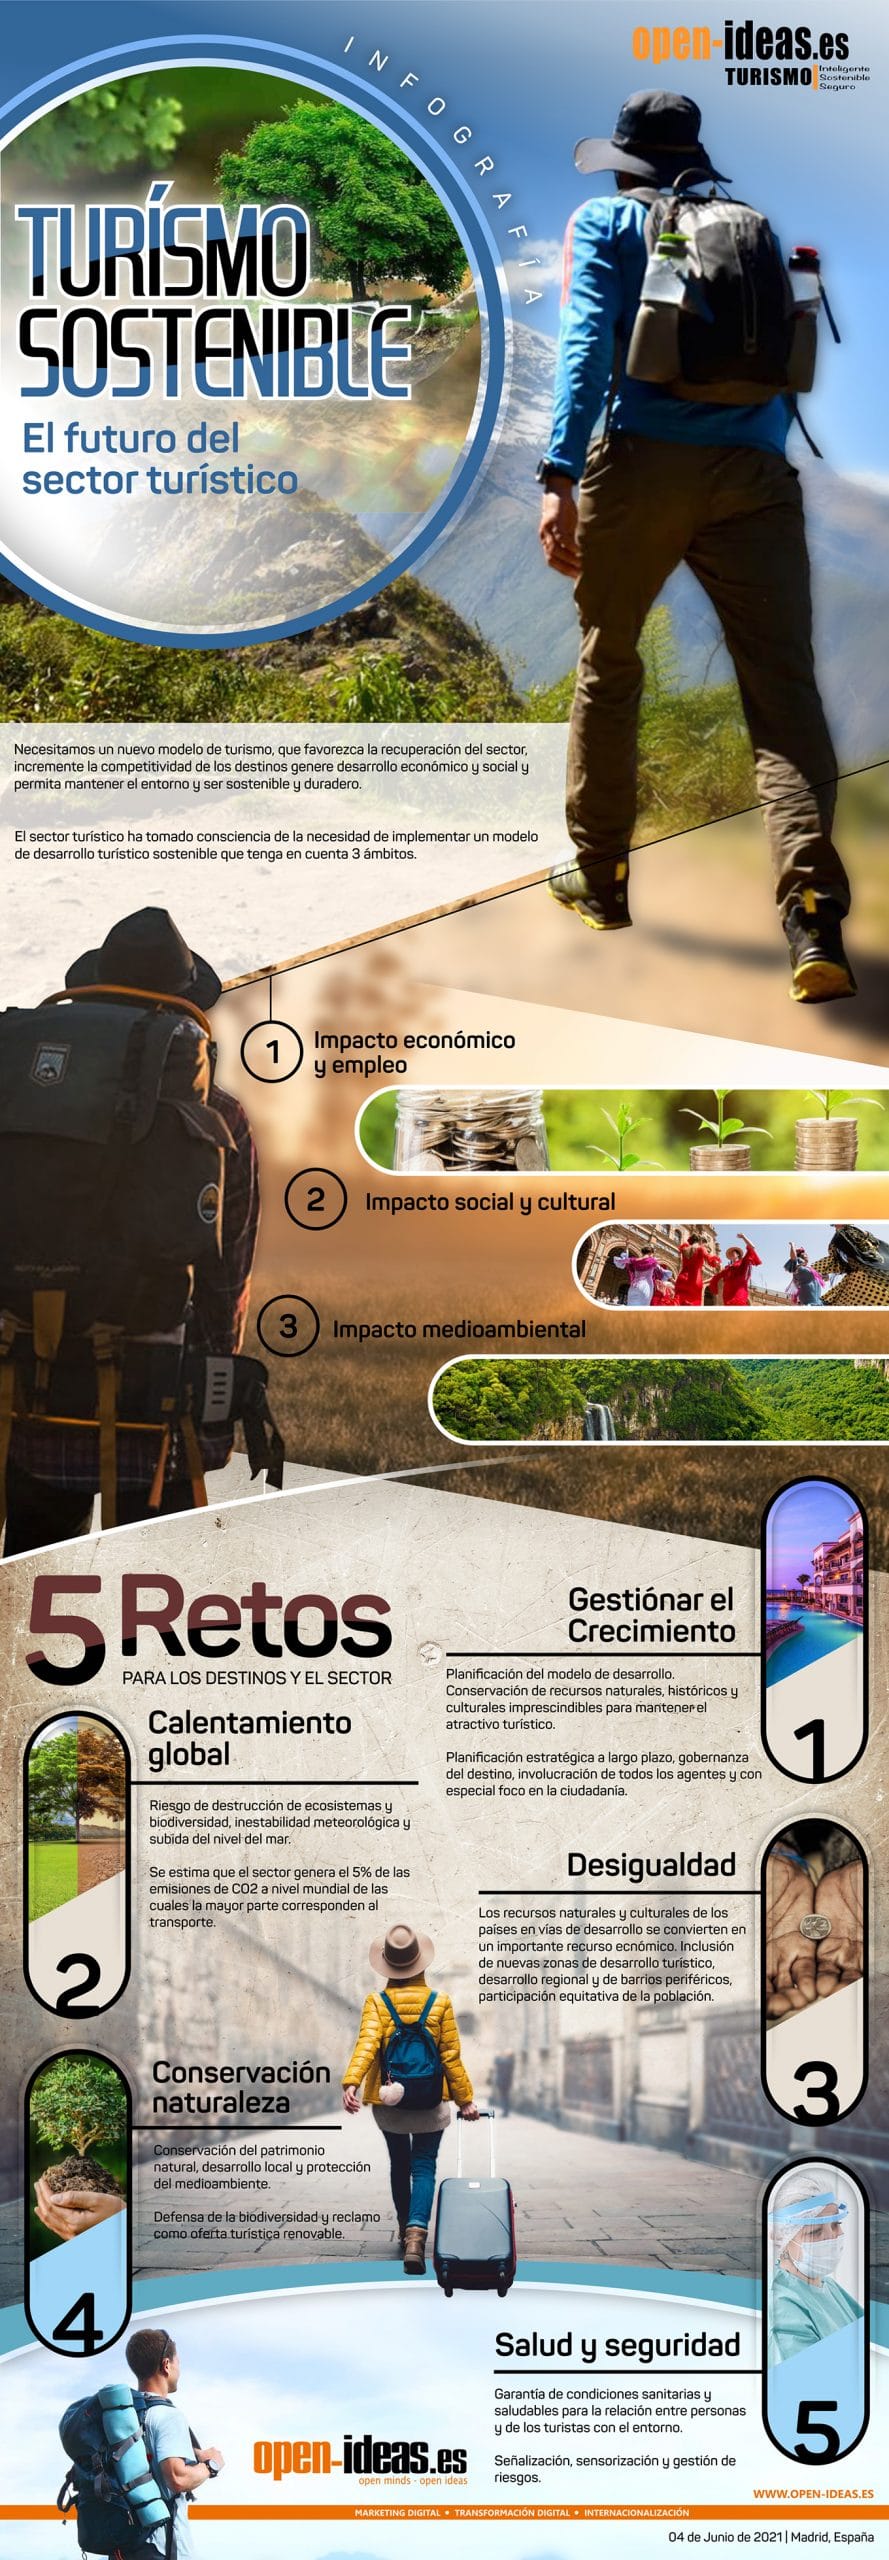 open-ideas.es
TURISMO
Inteligente
Sostenible
Seguro
INFOGRAFÍA
TURÍSMO
SOSTENIBLE
El futuro del
sector turístico
Necesitamos un nuevo modelo de turismo, que favorezca la recuperación del sector,
incremente la competitividad de los destinos genere desarrollo económico y social y
permita mantener el entorno y ser sostenible y duradero.
El sector turístico ha tomado consciencia de la necesidad de implementar un modelo
de desarrollo turístico sostenible que tenga en cuenta 3 ámbitos.
1
Impacto económico
y empleo
2
Impacto social y cultural
3
Impacto medioambiental
5 Retos
PARA LOS DESTINOS Y EL SECTOR
Gestiónar el
Crecimiento
Planificación del modelo de desarrollo.
Conservación de recursos naturales, históricos y
culturales imprescindibles para mantener el
atractivo turístico.
Planificación estratégica a largo plazo, gobernanza
del destino, involucración de todos los agentes y con
especial foco en la ciudadanía.
1
Calentamiento
global
Riesgo de destrucción de ecosistemas y
biodiversidad, inestabilidad meteorológica y
subida del nivel del mar.
Se estima que el sector genera el 5% de las
emisiones de CO2 a nivel mundial de las
cuales la mayor parte corresponden al
transporte.
2
Desigualdad
Los recursos naturales y culturales de los
países en vías de desarrollo se convierten en
un importante recurso ecnómico. Inclusión
de nuevas zonas de desarrollo turístico,
desarrollo regional y de barrios periféricos,
participación equitativa de la población.
3
Conservación
naturaleza
Conservación del patrimonio
natural, desarrollo local y protección
del medioambiente.
Defensa de la biodiversidad y reclamo
como oferta turística renovable.
4
Salud y seguridad
Garantía de condiciones sanitarias y
saludables para la relación entre personas
y de los turistas con el entorno.
Señalización, sensorización y gestión de
riesgos.
5
open-ideas.es
open minds - open ideas
WWW.OPEN-IDEAS.ES
MARKETING DIGITAL • TRANSFORMACIÓN DIGITAL • INTERNACIONALIZACIÓN
04 de Junio de 2021 | Madrid, España